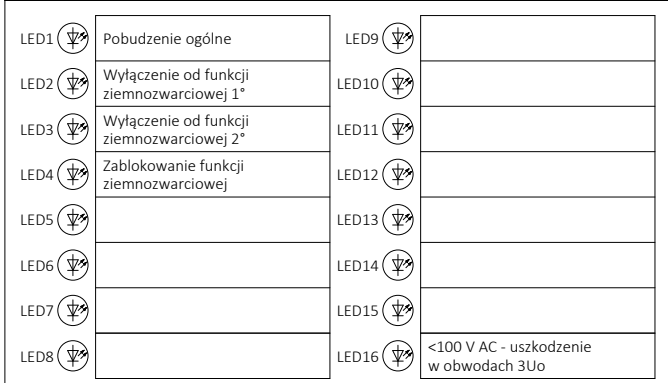 LED1 Pobudzenie ogólne
LED2 Wyłączenie od funkcji
ziemnozwarciowej 1°
LED3 Wyłączenie od funkcji
ziemnozwarciowej 2°
LED4 Zablokowanie funkcji
ziemnozwarciowej
LED5
LED6
LED7
LED8
LED9
LED10
LED11
LED12
LED13
LED14
LED15
LED16 <100 V AC - uszkodzenie
w obwodach 3Uo